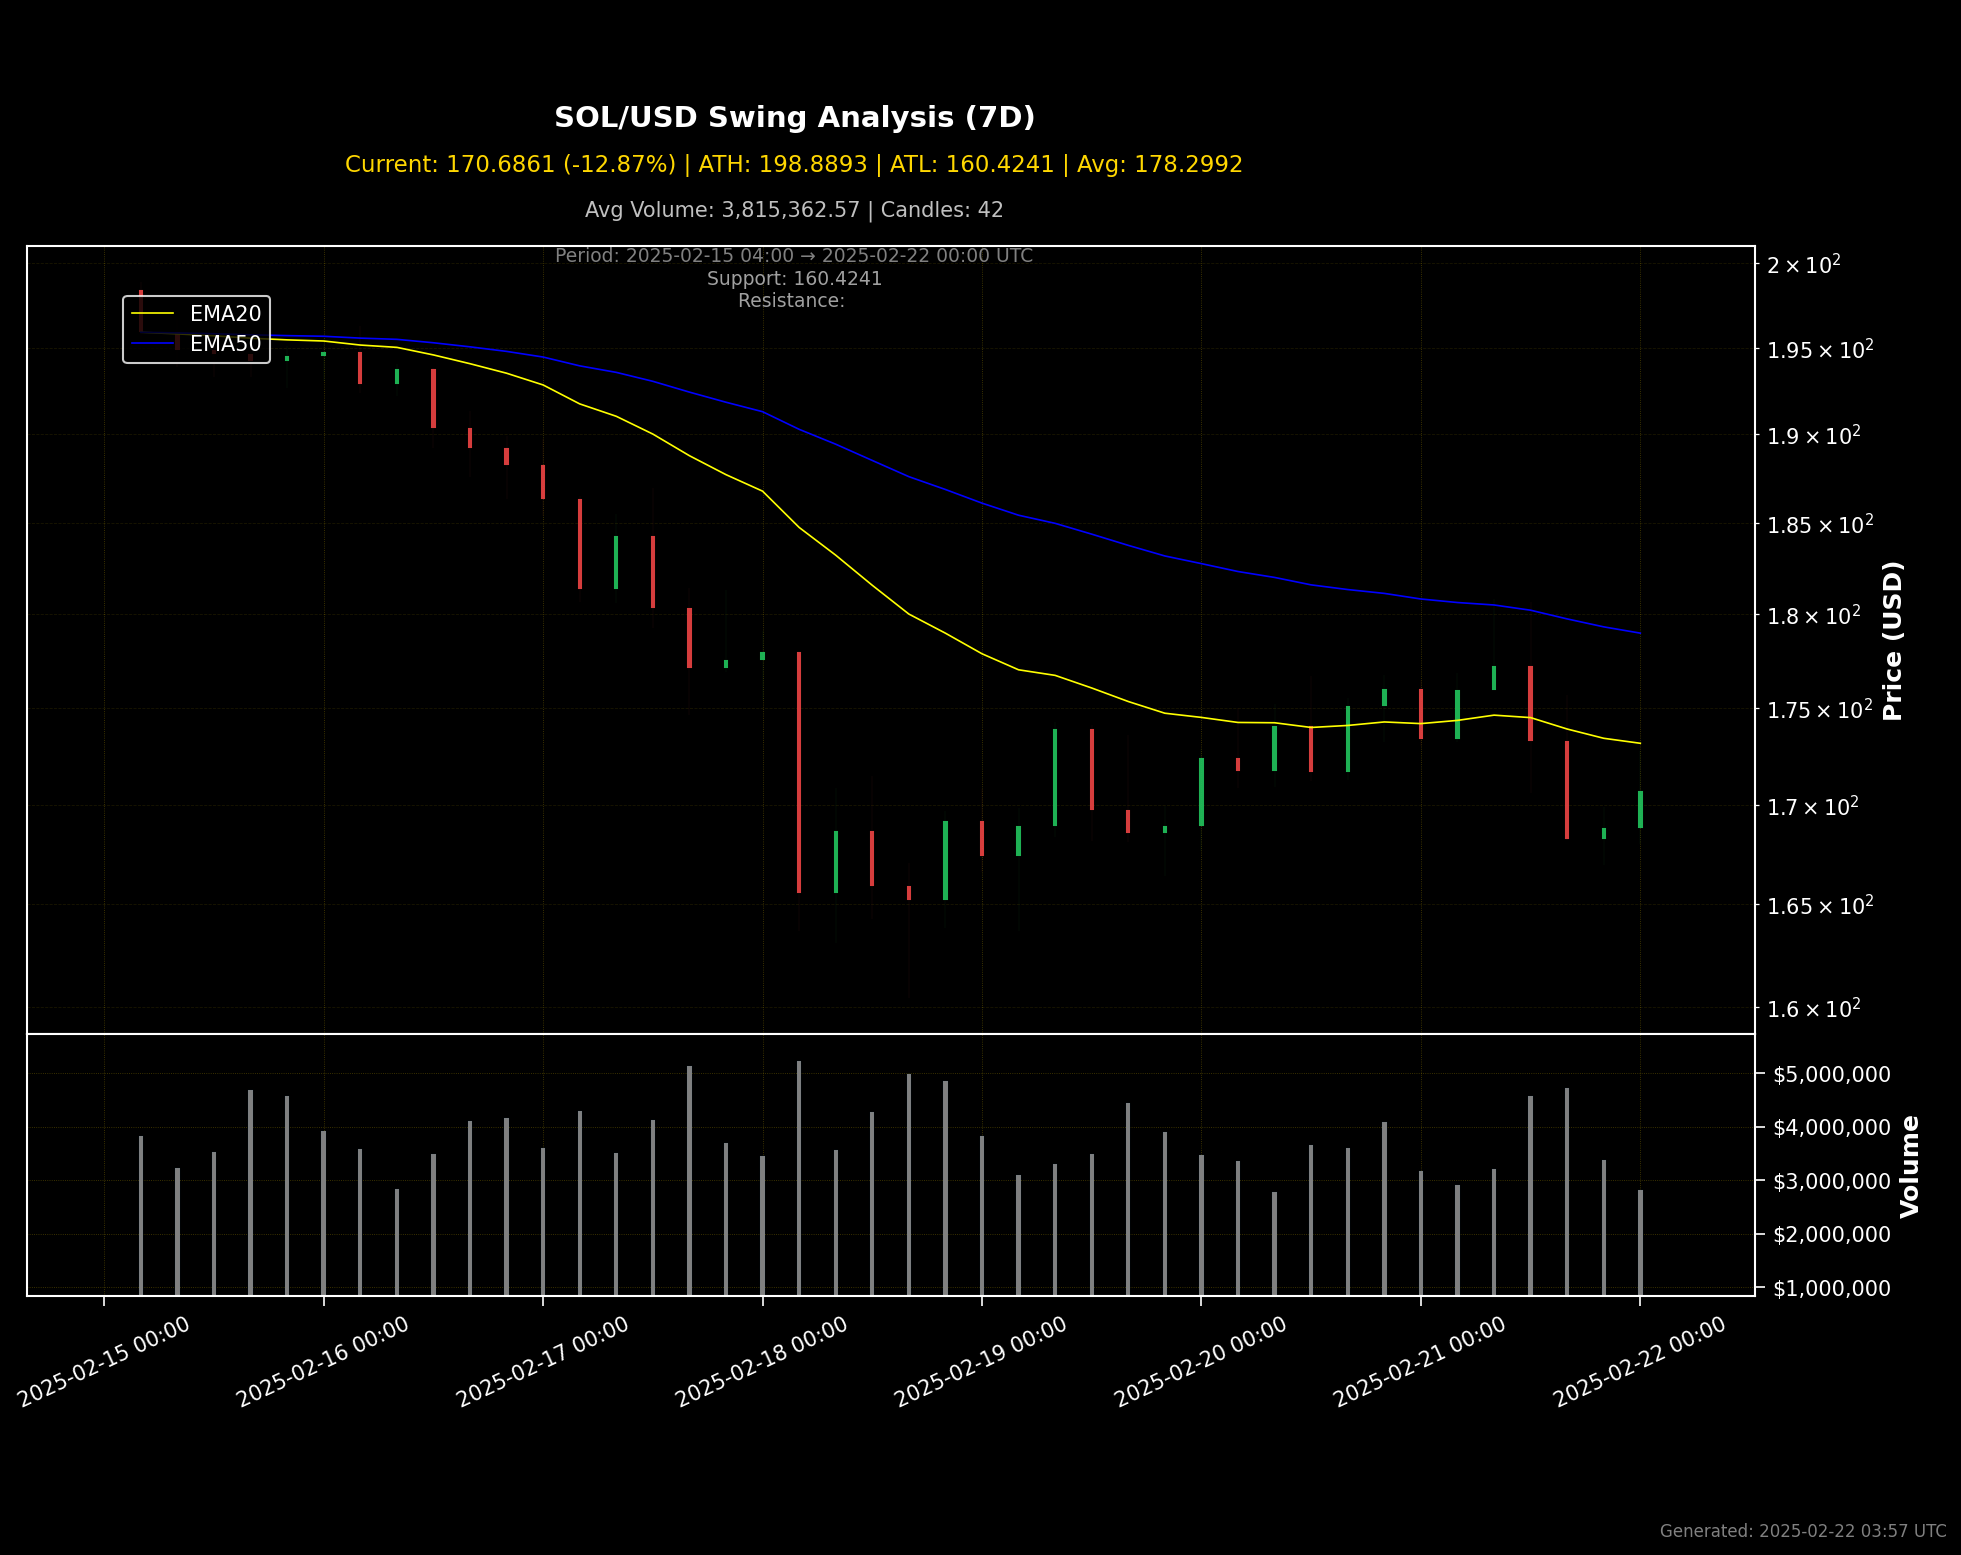 SOL/USD Swing Analysis (7D)
Current: 170.6861 (-12.87%) | ATH: 198.8893 | ATL: 160.4241 | Avg: 178.2992
Avg Volume: 3,815,362.57 | Candles: 42
Period: 2025-02-15 04:00 → 2025-02-22 00:00 UTC
Support: 160.4241
Resistance:
EMA20
EMA50
2 × 10²
1.95 × 10²
1.9 × 10²
1.85 × 10²
1.8 × 10²
1.75 × 10²
1.7 × 10²
1.65 × 10²
1.6 × 10²
Price (USD)
$5,000,000
$4,000,000
$3,000,000
$2,000,000
$1,000,000
Volume
2025-02-15 00:00
2025-02-16 00:00
2025-02-17 00:00
2025-02-18 00:00
2025-02-19 00:00
2025-02-20 00:00
2025-02-21 00:00
2025-02-22 00:00
Generated: 2025-02-22 03:57 UTC